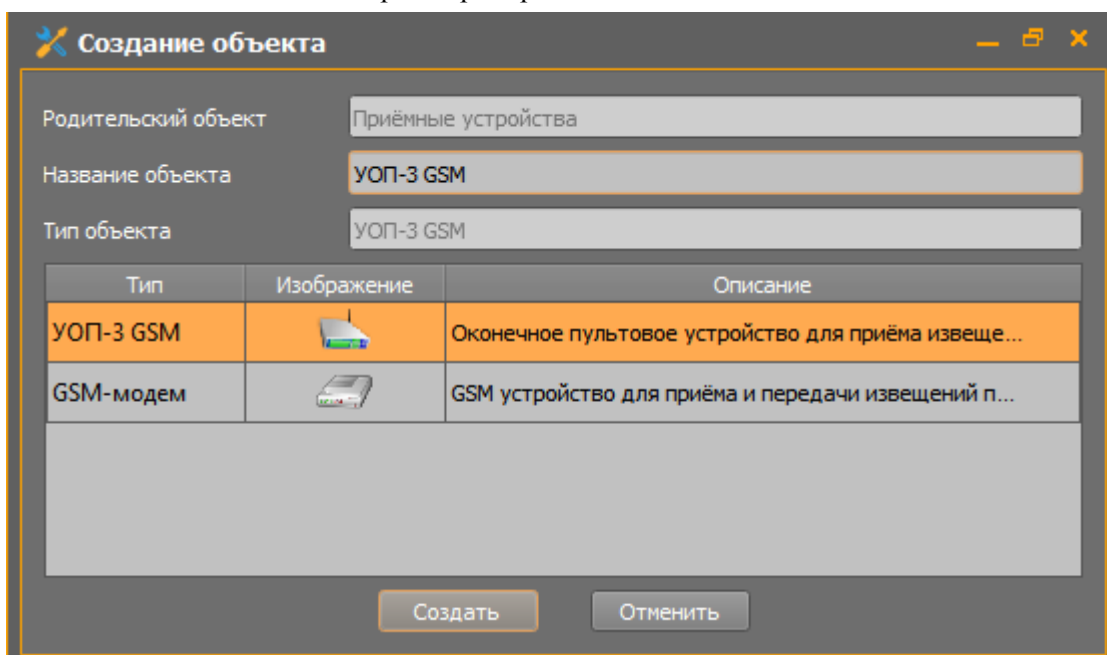 Создание объекта
Родительский объект Приёмные устройства
Название объекта УОП-3 GSM
Тип объекта УОП-3 GSM
Тип Изображение Описание
УОП-3 GSM Оконечное пультовое устройство для приёма извеще...
GSM-модем GSM устройство для приёма и передачи извещений п...
Создать Отменить